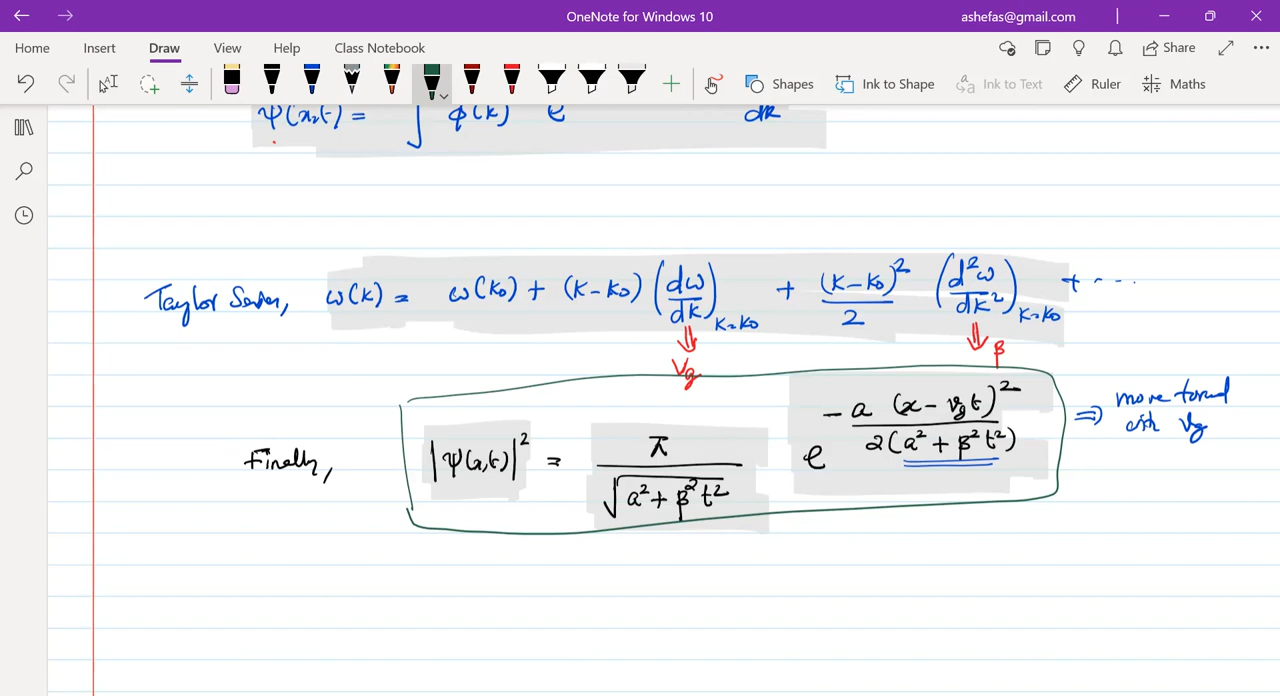 OneNote for Windows 10
ashefas@gmail.com
Home Insert Draw View Help Class Notebook Share
Shapes Ink to Shape Ink to Text Ruler Maths
ψ(x,t) = ∫ φ(k) e dk
Taylor Series, ω(k) = ω(k₀) + (k-k₀) (dω/dk)ₖ₌ₖ₀ + (k-k₀)²/2 (d²ω/dk²)ₖ₌ₖ₀ + ....
⇓ Vg ⇓ β
Finally, |ψ(x,t)|² = π/√(a² + β²t²) e^(-a (x - vgt)²/2(a² + β²t²)) ⇒ move forward
with vg